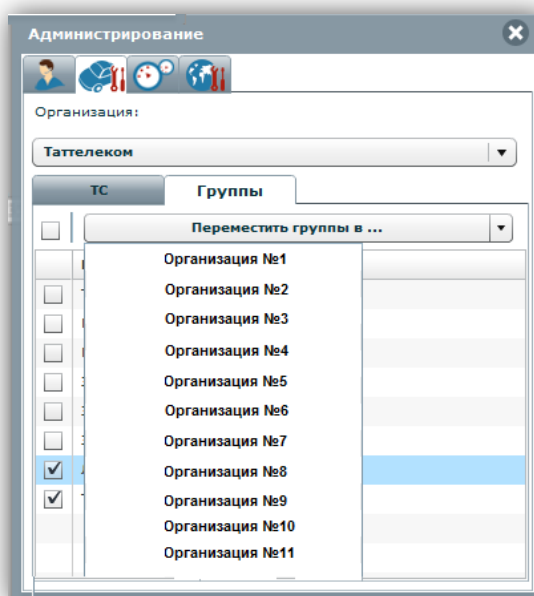 Администрирование
Организация:
Таттелеком
ТС
Группы
Переместить группы в ...
Организация №1
Организация №2
Организация №3
Организация №4
Организация №5
Организация №6
Организация №7
Организация №8
Организация №9
Организация №10
Организация №11